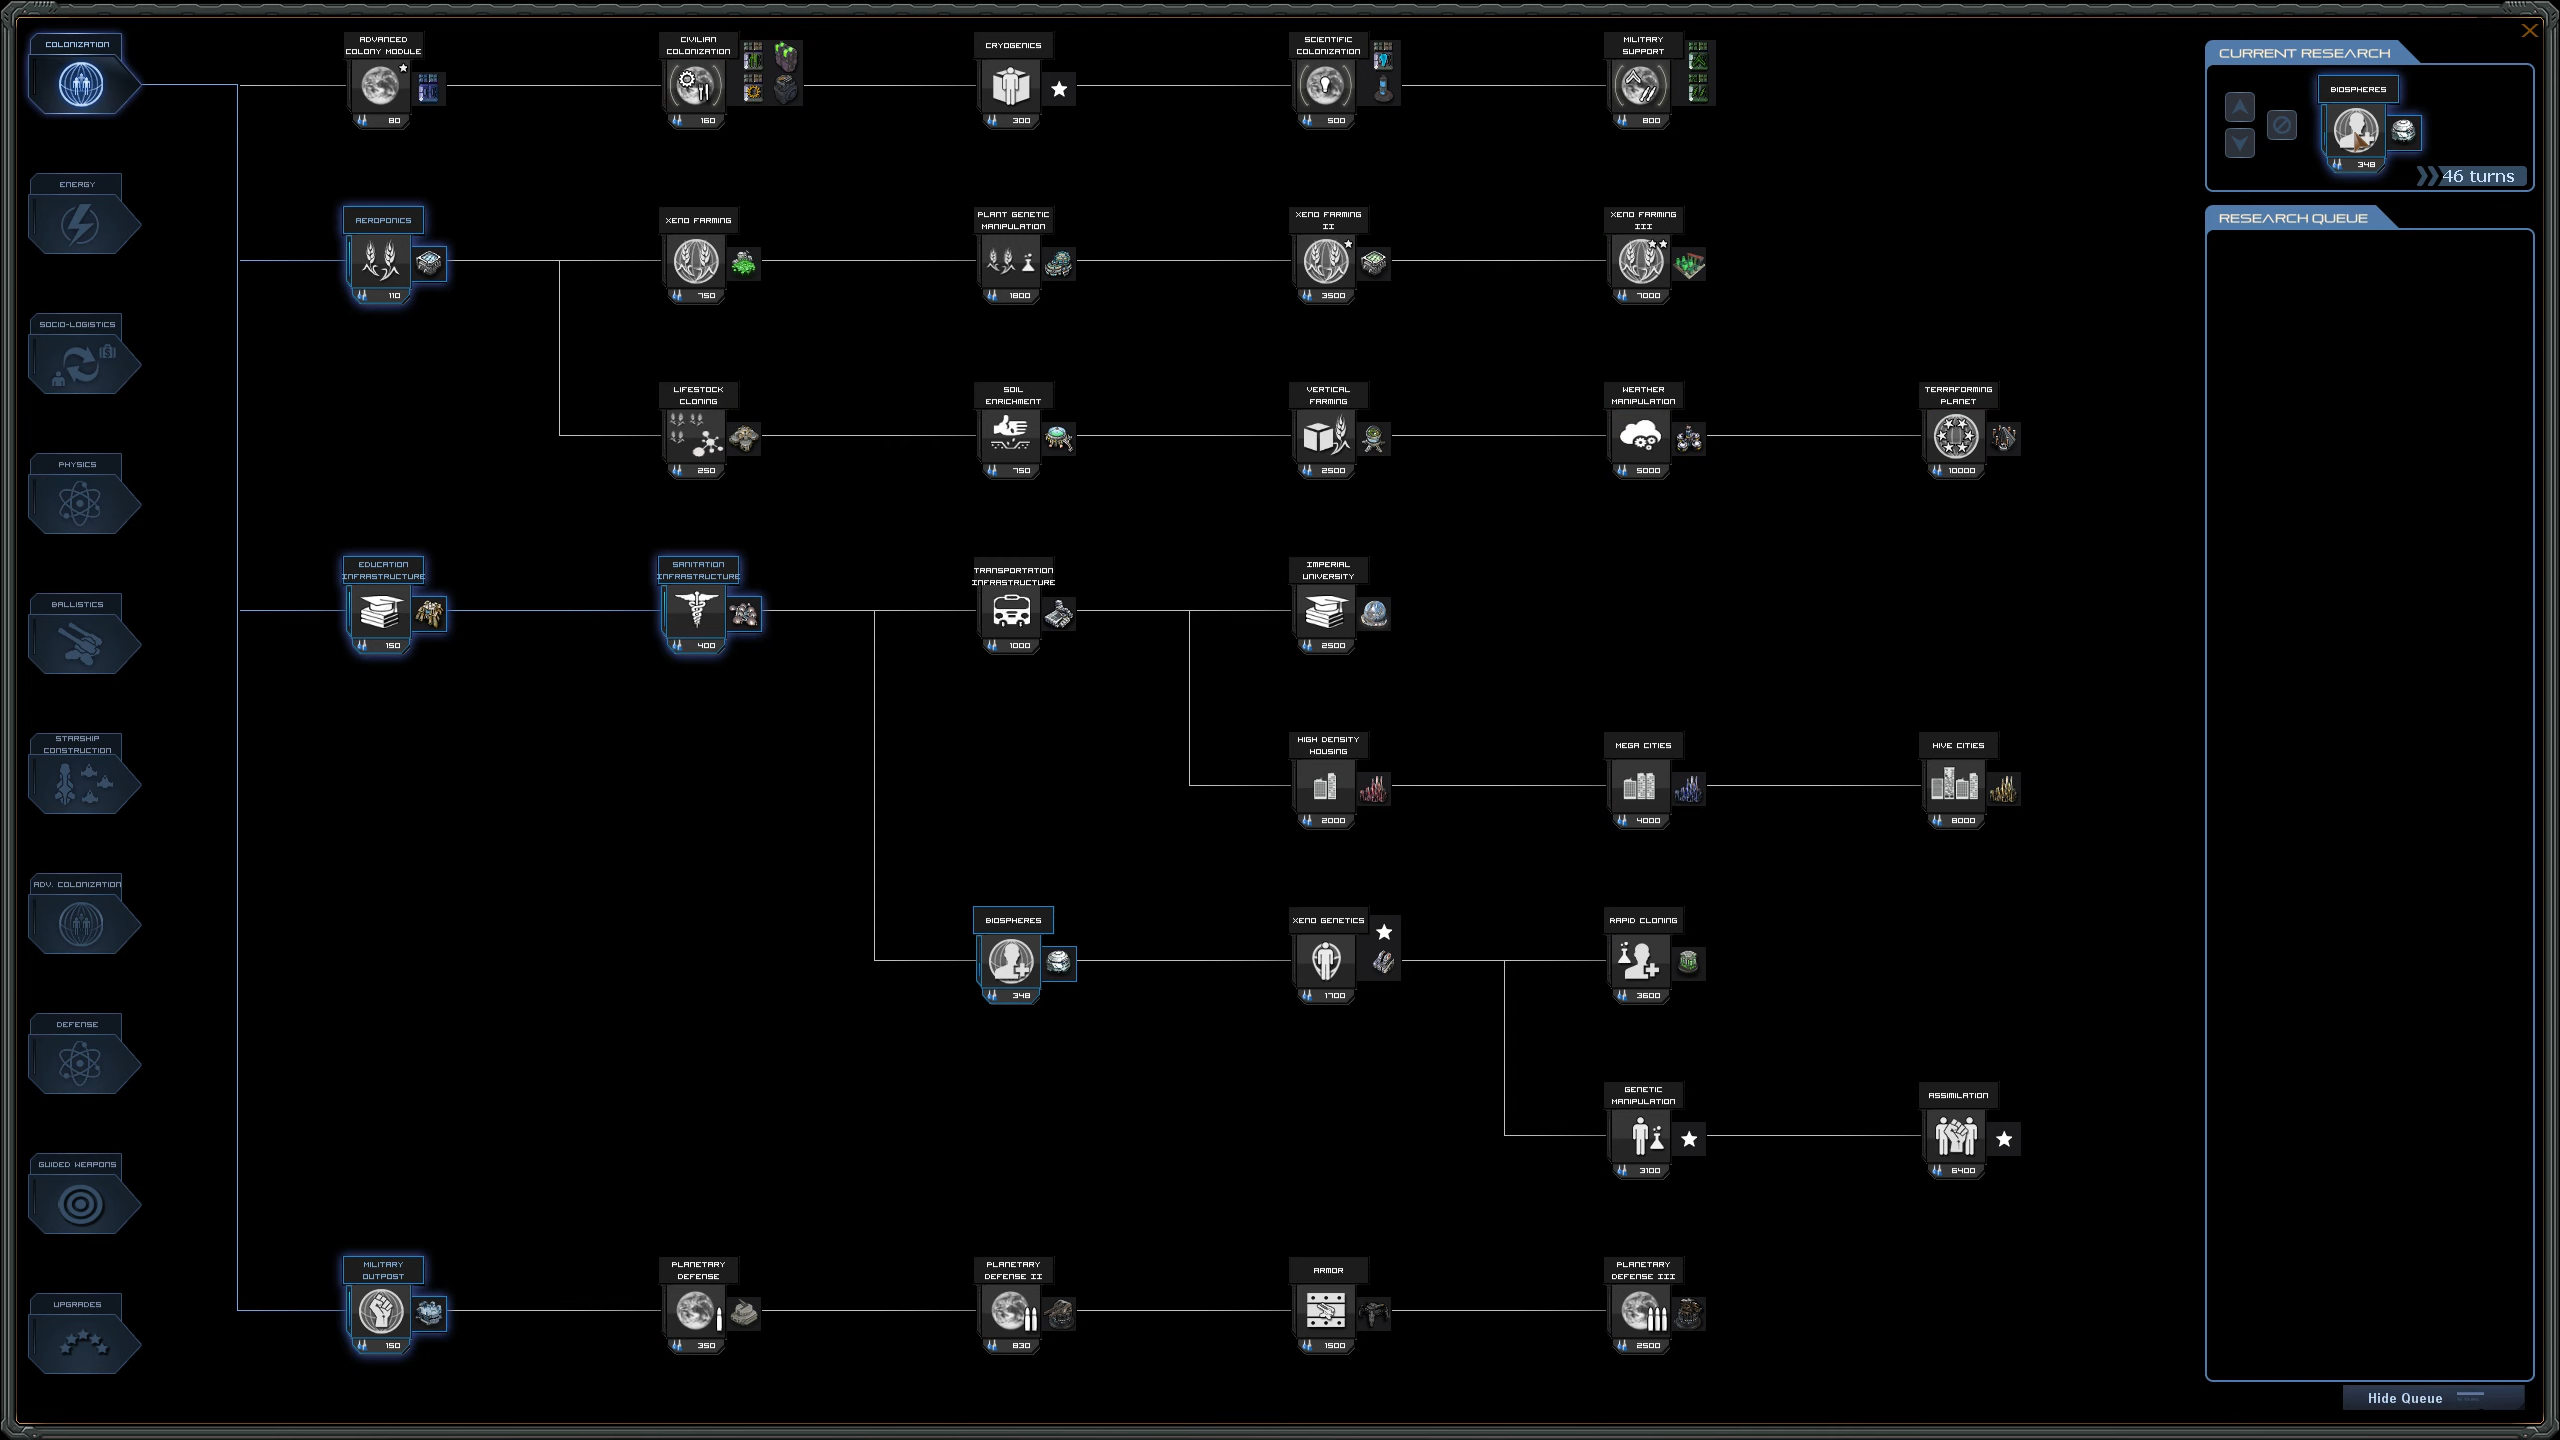 COLONIZATION
ENERGY
SOCIO-LOGISTICS
PHYSICS
BALLISTICS
STARSHIP
CONSTRUCTION
ADV. COLONIZATION
DEFENSE
GUIDED WEAPONS
UPGRADES
ADVANCED
COLONY MODULE
80
CIVILIAN
COLONIZATION
160
CRYOGENICS
300
SCIENTIFIC
COLONIZATION
500
MILITARY
SUPPORT
800
AEROPONICS
110
XENO FARMING
750
PLANT GENETIC
MANIPULATION
1800
XENO FARMING
II
3500
XENO FARMING
III
7000
LIFESTOCK
CLONING
250
SOIL
ENRICHMENT
750
VERTICAL
FARMING
2500
WEATHER
MANIPULATION
5000
TERRAFORMING
PLANET
10000
EDUCATION
INFRASTRUCTURE
150
SANITATION
INFRASTRUCTURE
400
TRANSPORTATION
INFRASTRUCTURE
1000
IMPERIAL
UNIVERSITY
2500
HIGH DENSITY
HOUSING
2000
MEGA CITIES
4000
HIVE CITIES
8000
BIOSPHERES
348
XENO GENETICS
1700
RAPID CLONING
3600
GENETIC
MANIPULATION
3100
ASSIMILATION
6400
MILITARY
OUTPOST
150
PLANETARY
DEFENSE
350
PLANETARY
DEFENSE II
830
ARMOR
1500
PLANETARY
DEFENSE III
2500
CURRENT RESEARCH
BIOSPHERES
348
46 turns
RESEARCH QUEUE
Hide Queue